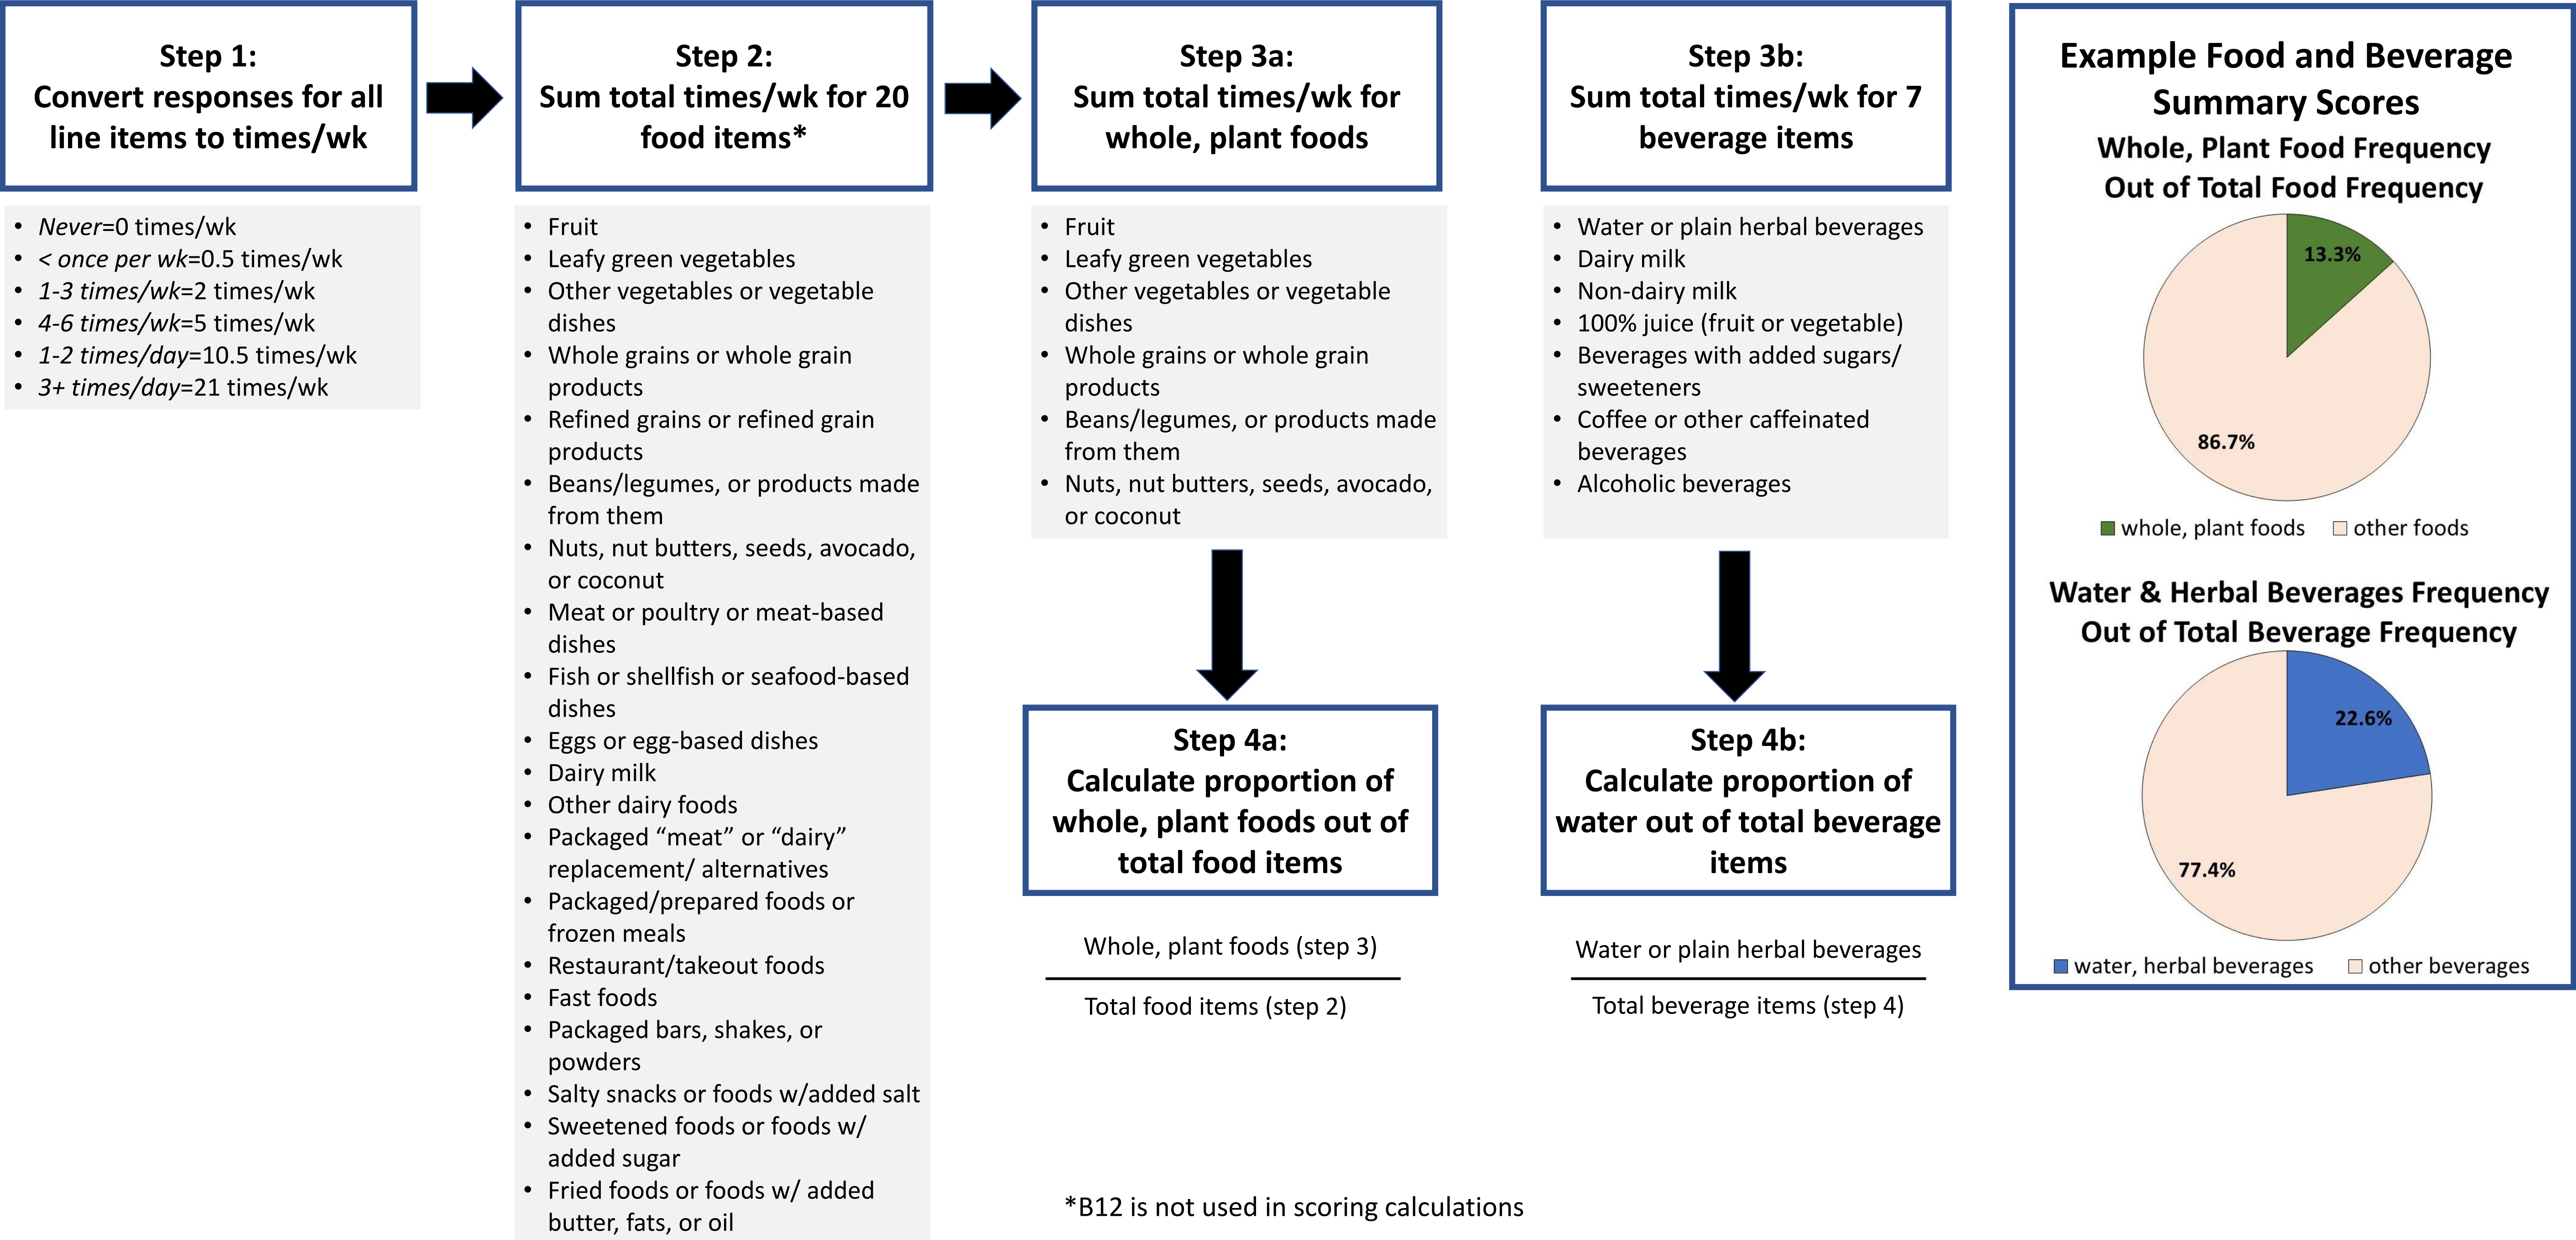 Step 1:
Convert responses for all
line items to times/wk
• Never=0 times/wk
• < once per wk=0.5 times/wk
• 1-3 times/wk=2 times/wk
• 4-6 times/wk=5 times/wk
• 1-2 times/day=10.5 times/wk
• 3+ times/day=21 times/wk
Step 2:
Sum total times/wk for 20
food items*
• Fruit
• Leafy green vegetables
• Other vegetables or vegetable
dishes
• Whole grains or whole grain
products
• Refined grains or refined grain
products
• Beans/legumes, or products made
from them
• Nuts, nut butters, seeds, avocado,
or coconut
• Meat or poultry or meat-based
dishes
• Fish or shellfish or seafood-based
dishes
• Eggs or egg-based dishes
• Dairy milk
• Other dairy foods
• Packaged “meat” or “dairy”
replacement/ alternatives
• Packaged/prepared foods or
frozen meals
• Restaurant/takeout foods
• Fast foods
• Packaged bars, shakes, or
powders
• Salty snacks or foods w/added salt
• Sweetened foods or foods w/
added sugar
• Fried foods or foods w/ added
butter, fats, or oil
Step 3a:
Sum total times/wk for
whole, plant foods
• Fruit
• Leafy green vegetables
• Other vegetables or vegetable
dishes
• Whole grains or whole grain
products
• Beans/legumes, or products made
from them
• Nuts, nut butters, seeds, avocado,
or coconut
Step 4a:
Calculate proportion of
whole, plant foods out of
total food items
Whole, plant foods (step 3)
Total food items (step 2)
Step 3b:
Sum total times/wk for 7
beverage items
• Water or plain herbal beverages
• Dairy milk
• Non-dairy milk
• 100% juice (fruit or vegetable)
• Beverages with added sugars/
sweeteners
• Coffee or other caffeinated
beverages
• Alcoholic beverages
Step 4b:
Calculate proportion of
water out of total beverage
items
Water or plain herbal beverages
Total beverage items (step 4)
*B12 is not used in scoring calculations
Example Food and Beverage
Summary Scores
Whole, Plant Food Frequency
Out of Total Food Frequency
13.3%
86.7%
whole, plant foods other foods
Water & Herbal Beverages Frequency
Out of Total Beverage Frequency
22.6%
77.4%
water, herbal beverages other beverages